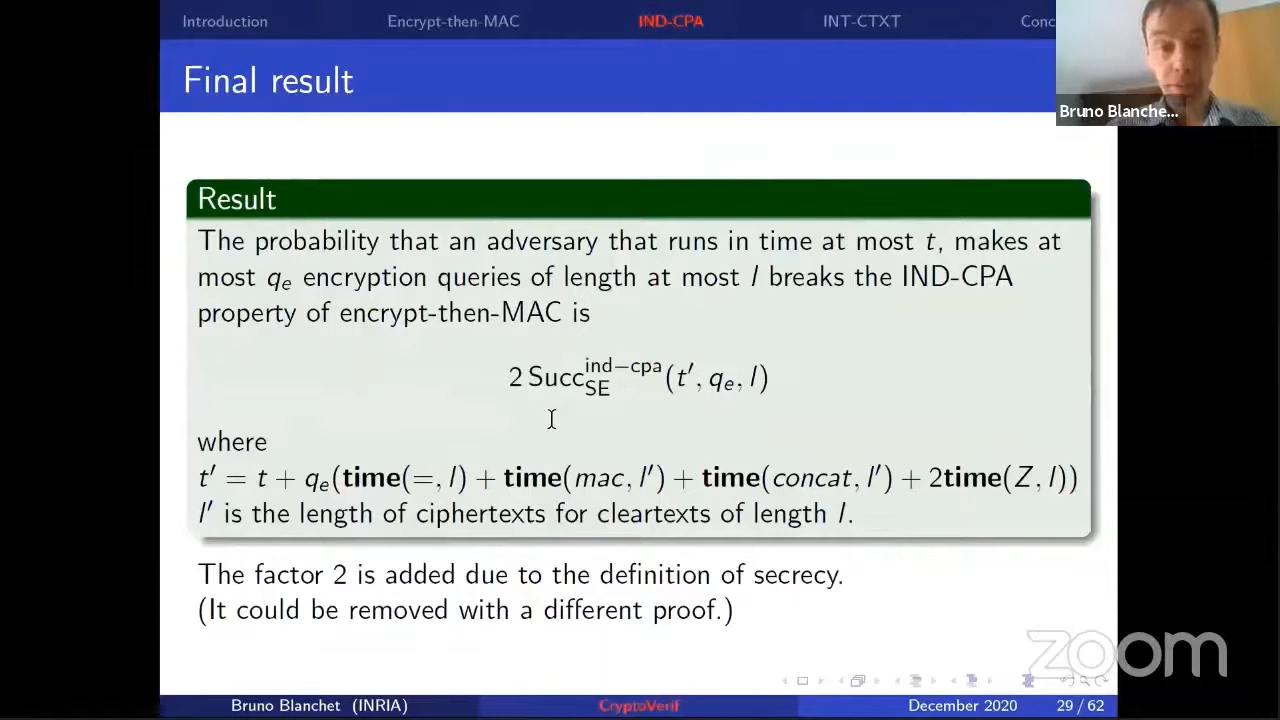 Introduction Encrypt-then-MAC IND-CPA INT-CTXT Conc
Final result
Bruno Blanche...
Result
The probability that an adversary that runs in time at most t, makes at
most qₑ encryption queries of length at most l breaks the IND-CPA
property of encrypt-then-MAC is
2 Succ_SE^ind−cpa(t′, qₑ, l)
where
t′ = t + qₑ(time(=, l) + time(mac, l′) + time(concat, l′) + 2time(Z, l))
l′ is the length of ciphertexts for cleartexts of length l.
The factor 2 is added due to the definition of secrecy.
(It could be removed with a different proof.)
zoom
Bruno Blanchet (INRIA) CryptoVerif December 2020 29 / 62